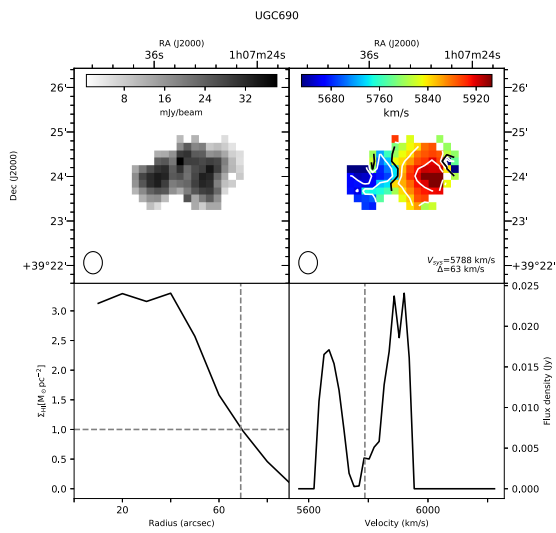 UGC690
RA (J2000)
RA (J2000)
36s
1h07m24s
36s
1h07m24s
26'
25'
24'
23'
+39°22'
Dec (J2000)
8
16
24
32
mJy/beam
5680
5760
5840
5920
km/s
26'
25'
24'
23'
+39°22'
V_sys=5788 km/s
Δ=63 km/s
3.0
2.5
2.0
1.5
1.0
0.5
0.0
Σ_HI[M_⊙pc⁻²]
20
40
60
80
Radius (arcsec)
5600
6000
Velocity (km/s)
0.025
0.020
0.015
0.010
0.005
0.000
Flux density (Jy)